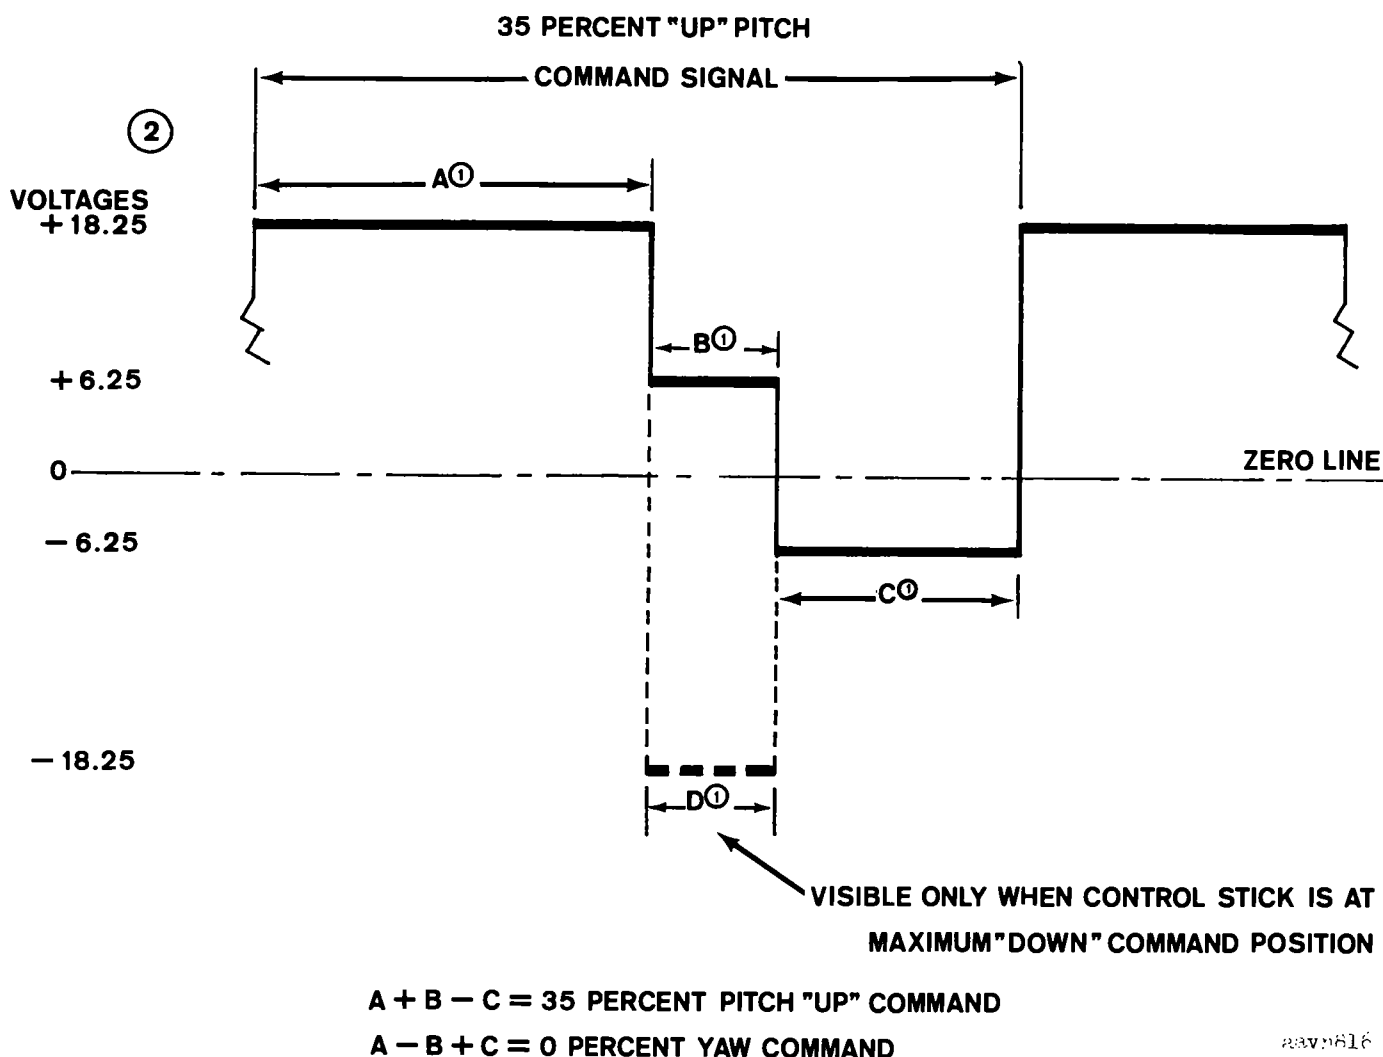 35 PERCENT "UP" PITCH
COMMAND SIGNAL
2
A①
VOLTAGES
+18.25
B①
+6.25
0
ZERO LINE
-6.25
C①
-18.25
D①
VISIBLE ONLY WHEN CONTROL STICK IS AT
MAXIMUM "DOWN" COMMAND POSITION
A + B - C = 35 PERCENT PITCH "UP" COMMAND
A - B + C = 0 PERCENT YAW COMMAND